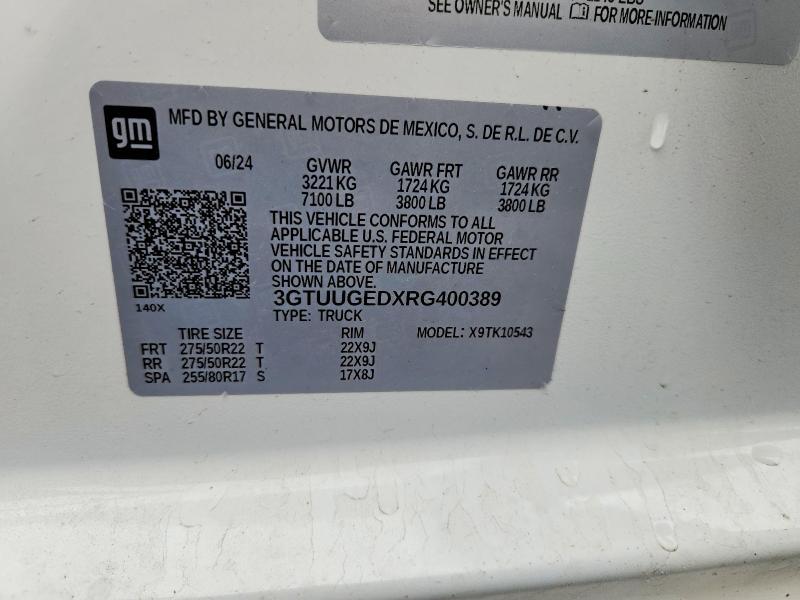 SEE OWNER'S MANUAL FOR MORE INFORMATION
gm
MFD BY GENERAL MOTORS DE MEXICO, S. DE R.L. DE C.V.
06/24 GVWR GAWR FRT GAWR RR
3221 KG 1724 KG 1724 KG
7100 LB 3800 LB 3800 LB
THIS VEHICLE CONFORMS TO ALL
APPLICABLE U.S. FEDERAL MOTOR
VEHICLE SAFETY STANDARDS IN EFFECT
ON THE DATE OF MANUFACTURE
SHOWN ABOVE.
3GTUUGEDXRG400389
140X
TYPE: TRUCK
TIRE SIZE RIM MODEL: X9TK10543
FRT 275/50R22 T 22X9J
RR 275/50R22 T 22X9J
SPA 255/80R17 S 17X8J